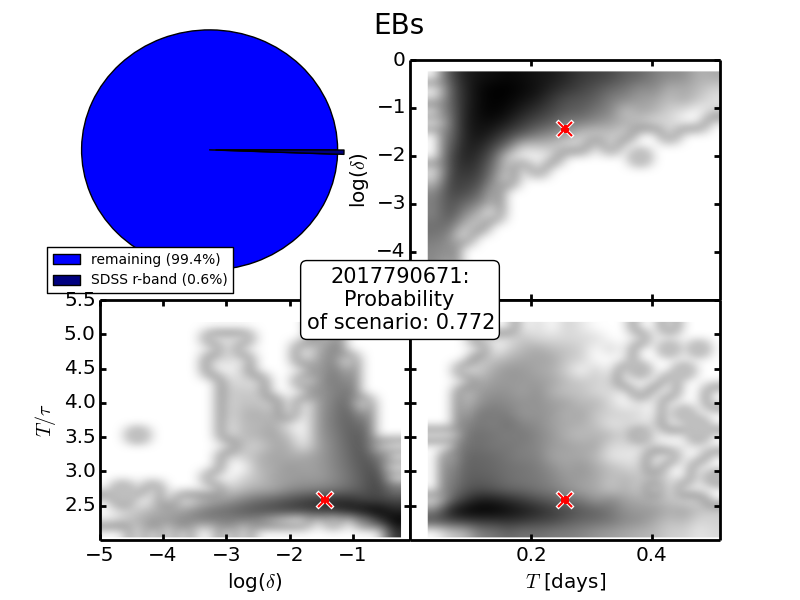 EBs
remaining (99.4%)
SDSS r-band (0.6%)
0
−1
−2
−3
−4
log(δ)
2017790671:
Probability
of scenario: 0.772
5.5
5.0
4.5
4.0
3.5
3.0
2.5
T/τ
−5 −4 −3 −2 −1
log(δ)
0.2 0.4
T [days]